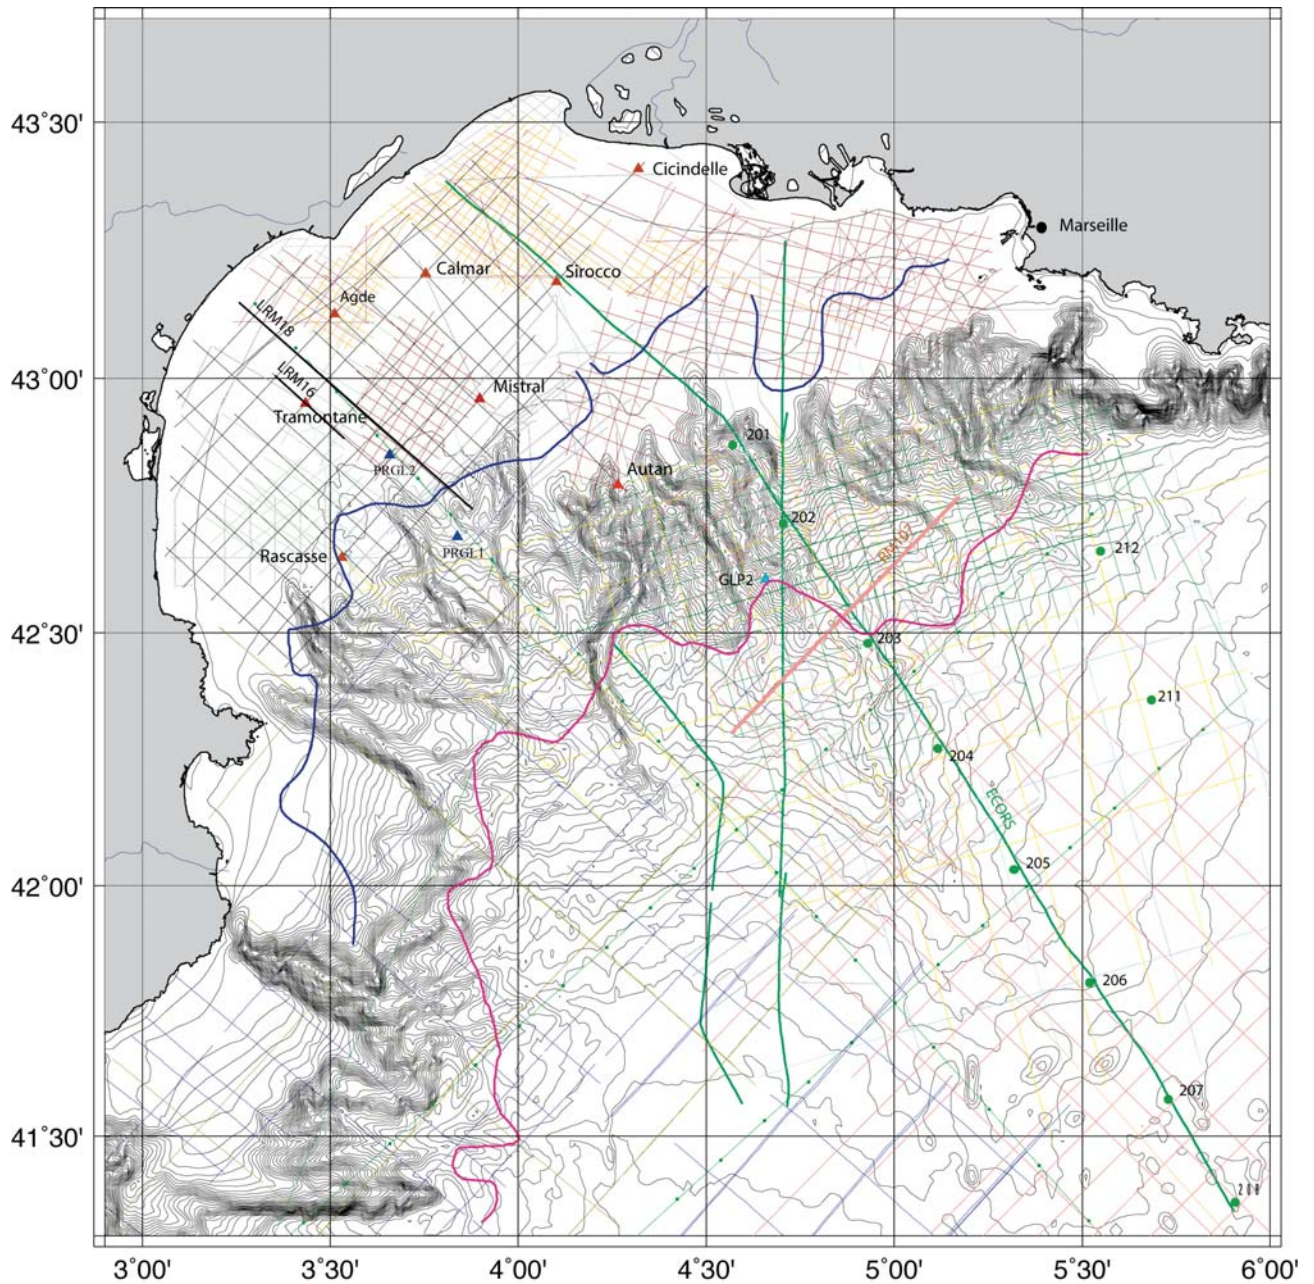 43˚30'
Cicindelle
Marseille
Calmar
Sirocco
Agde
LRM18
43˚00'
LRM16
Mistral
Tramontane
201
PRGL2
Autan
202
PRGL1
Rascasse
GLP2
212
42˚30'
203
211
204
ECORS
42˚00'
205
206
207
41˚30'
208
3˚00'
3˚30'
4˚00'
4˚30'
5˚00'
5˚30'
6˚00'